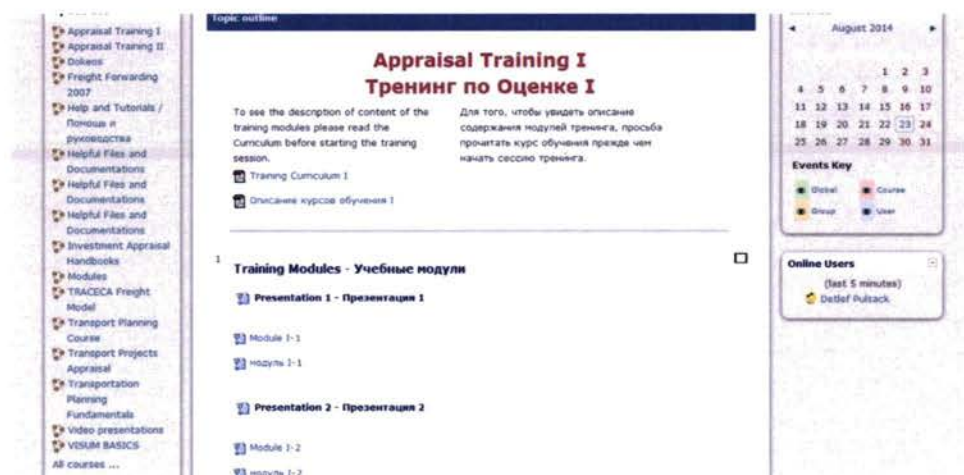 Appraisal Training I
Appraisal Training II
Dokeos
Freight Forwarding
2007
Help and Tutorials /
Помощь и
руководства
Helpful Files and
Documentations
Helpful Files and
Documentations
Helpful Files and
Documentations
Investment Appraisal
Handbooks
Modules
TRACECA Freight
Model
Transport Planning
Course
Transport Projects
Appraisal
Transportation
Planning
Fundamentals
Video presentations
VISUM BASICS
All courses ...
Topic outline
Appraisal Training I
Тренинг по Оценке I
To see the description of content of the
training modules please read the
Curriculum before starting the training
session.
Для того, чтобы увидеть описание
содержания модулей тренинга, просьба
прочитать курс обучения прежде чем
начать сессию тренинга.
Training Curriculum I
Описание курсов обучения I
1
Training Modules - Учебные модули
Presentation 1 - Презентация 1
Module I-1
модуль I-1
Presentation 2 - Презентация 2
Module I-2
модуль I-2
◄ August 2014 ►
1 2 3
4 5 6 7 8 9 10
11 12 13 14 15 16 17
18 19 20 21 22 23 24
25 26 27 28 29 30 31
Events Key
Global Course
Group User
Online Users
(last 5 minutes)
Detlef Pulsack